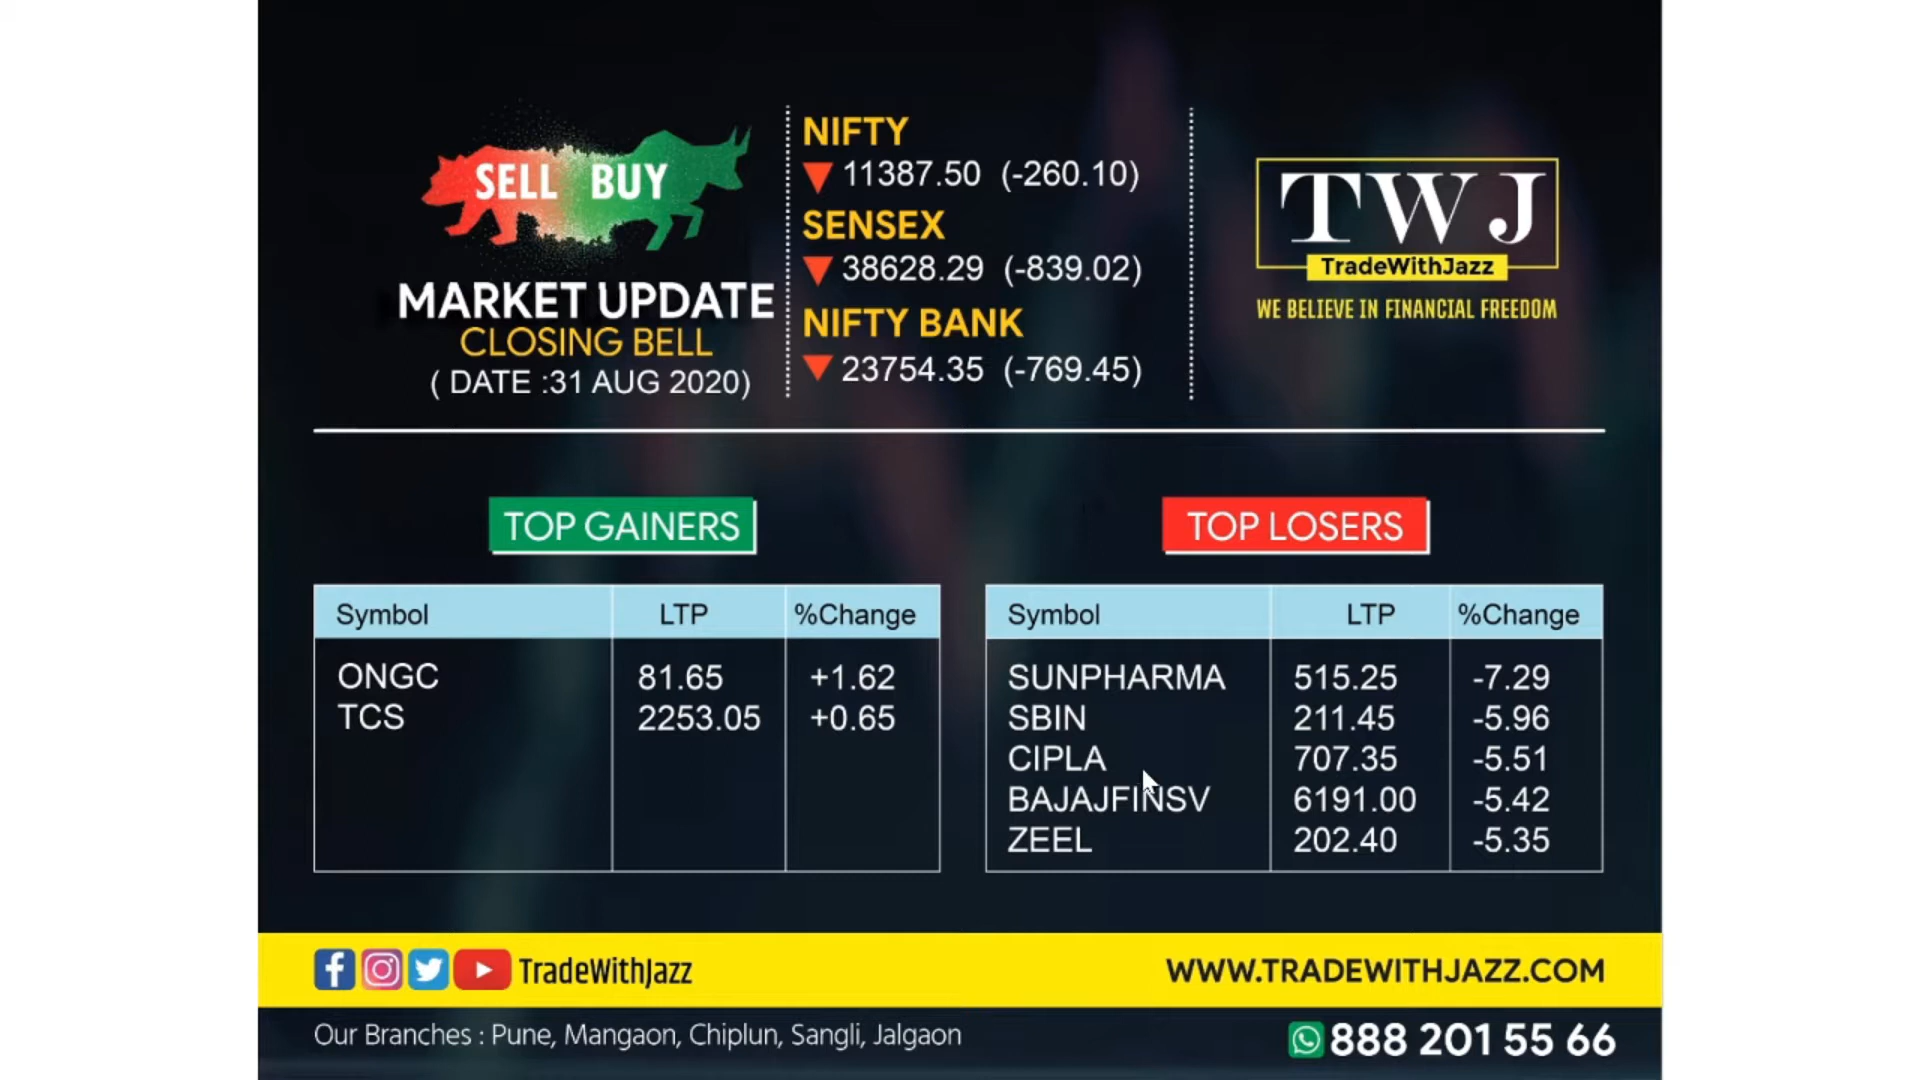 SELL BUY
MARKET UPDATE
CLOSING BELL
( DATE :31 AUG 2020)
NIFTY
11387.50 (-260.10)
SENSEX
38628.29 (-839.02)
NIFTY BANK
23754.35 (-769.45)
TWJ
TradeWithJazz
WE BELIEVE IN FINANCIAL FREEDOM
TOP GAINERS
Symbol LTP %Change
ONGC 81.65 +1.62
TCS 2253.05 +0.65
TOP LOSERS
Symbol LTP %Change
SUNPHARMA 515.25 -7.29
SBIN 211.45 -5.96
CIPLA 707.35 -5.51
BAJAJFINSV 6191.00 -5.42
ZEEL 202.40 -5.35
TradeWithJazz
WWW.TRADEWITHJAZZ.COM
Our Branches : Pune, Mangaon, Chiplun, Sangli, Jalgaon
888 201 55 66